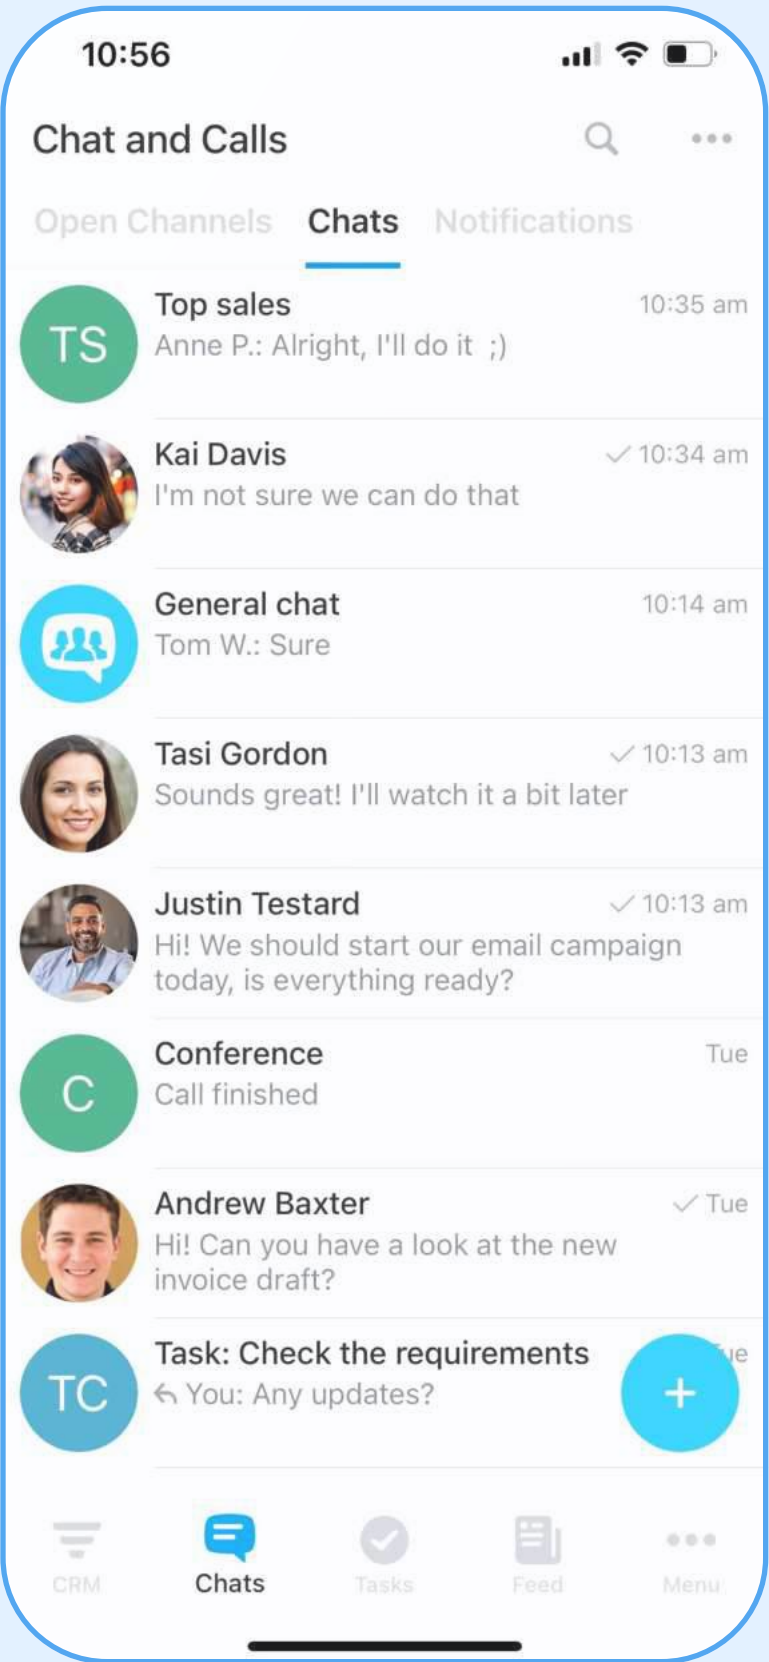 10:56
Chat and Calls
Open Channels Chats Notifications
TS
Top sales 10:35 am
Anne P.: Alright, I'll do it ;)
Kai Davis 10:34 am
I'm not sure we can do that
General chat 10:14 am
Tom W.: Sure
Tasi Gordon 10:13 am
Sounds great! I'll watch it a bit later
Justin Testard 10:13 am
Hi! We should start our email campaign
today, is everything ready?
C
Conference Tue
Call finished
Andrew Baxter Tue
Hi! Can you have a look at the new
invoice draft?
TC
Task: Check the requirements
You: Any updates?
CRM Chats Tasks Feed Menu